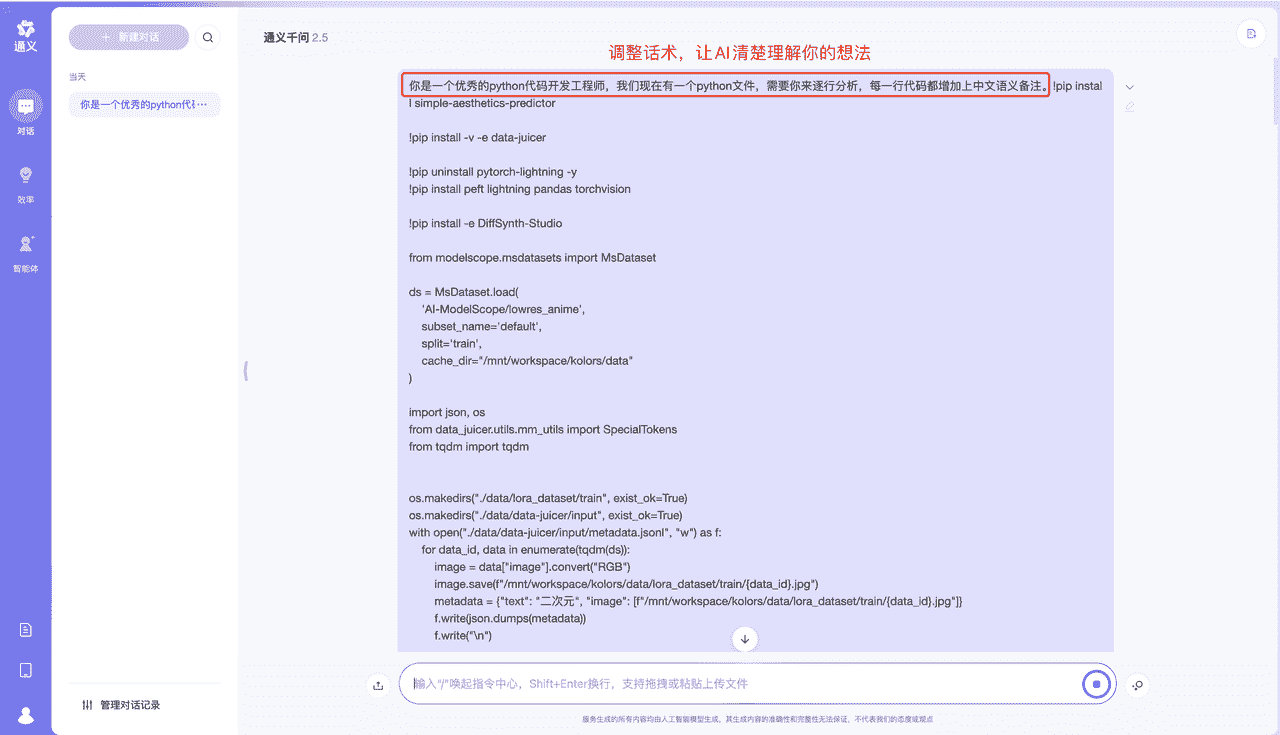 通义
+ 新建对话
通义千问 2.5
调整话术，让AI清楚理解你的想法
当天
你是一个优秀的python代码···
对话
效率
智能体
你是一个优秀的python代码开发工程师，我们现在有一个python文件，需要你来逐行分析，每一行代码都增加上中文语义备注。!pip instal
l simple-aesthetics-predictor
!pip install -v -e data-juicer
!pip uninstall pytorch-lightning -y
!pip install peft lightning pandas torchvision
!pip install -e DiffSynth-Studio
from modelscope.msdatasets import MsDataset
ds = MsDataset.load(
'AI-ModelScope/lowres_anime',
subset_name='default',
split='train',
cache_dir="/mnt/workspace/kolors/data"
)
import json, os
from data_juicer.utils.mm_utils import SpecialTokens
from tqdm import tqdm
os.makedirs("./data/lora_dataset/train", exist_ok=True)
os.makedirs("./data/data-juicer/input", exist_ok=True)
with open("./data/data-juicer/input/metadata.jsonl", "w") as f:
for data_id, data in enumerate(tqdm(ds)):
image = data["image"].convert("RGB")
image.save(f"/mnt/workspace/kolors/data/lora_dataset/train/{data_id}.jpg")
metadata = {"text": "二次元", "image": [f"/mnt/workspace/kolors/data/lora_dataset/train/{data_id}.jpg"]}
f.write(json.dumps(metadata))
f.write("\n")
输入“/”唤起指令中心，Shift+Enter换行，支持拖拽或粘贴上传文件
管理对话记录
服务生成的所有内容均由人工智能模型生成，其生成内容的准确性和完整性无法保证，不代表我们的态度或观点